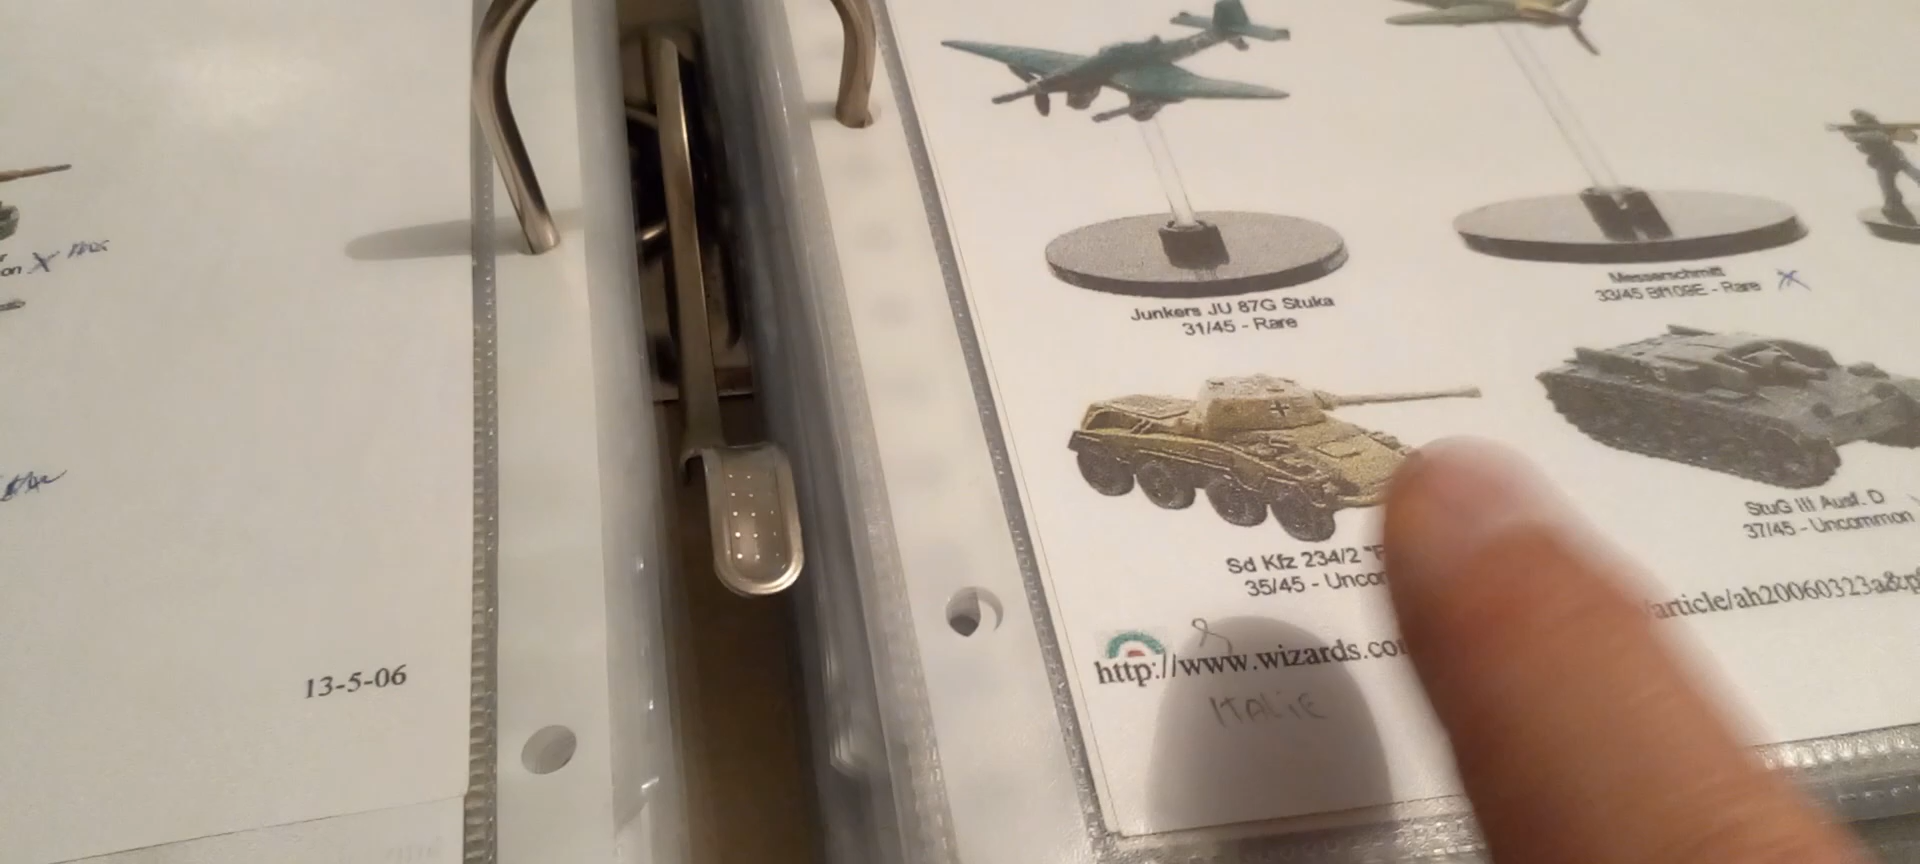 on X
13-5-06
Junkers JU 87G Stuka
31/45 - Rare
Messerschmitt
33/45 Bf109E - Rare X
Sd Kfz 234/2
35/45 -
StuG III Ausf. D
37/45 - Uncommon
http://www.wizards.co
/article/ah20060323a&
ITALIE